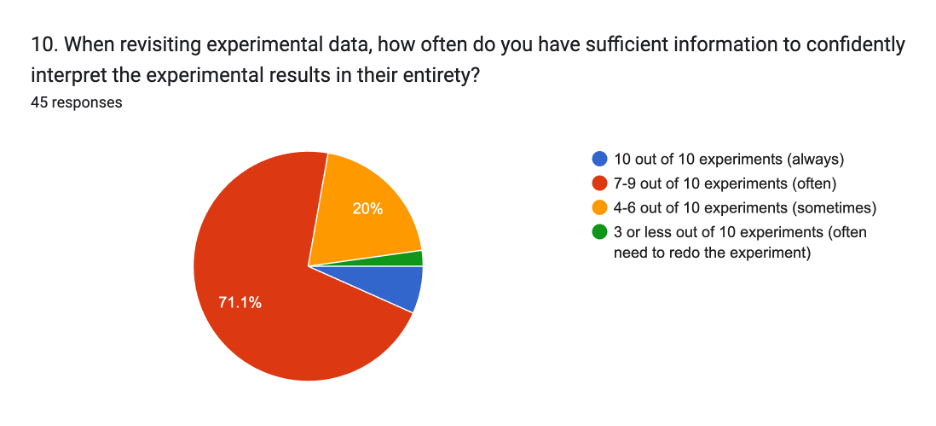 10. When revisiting experimental data, how often do you have sufficient information to confidently
interpret the experimental results in their entirety?
45 responses
20%
71.1%
10 out of 10 experiments (always)
7-9 out of 10 experiments (often)
4-6 out of 10 experiments (sometimes)
3 or less out of 10 experiments (often
need to redo the experiment)